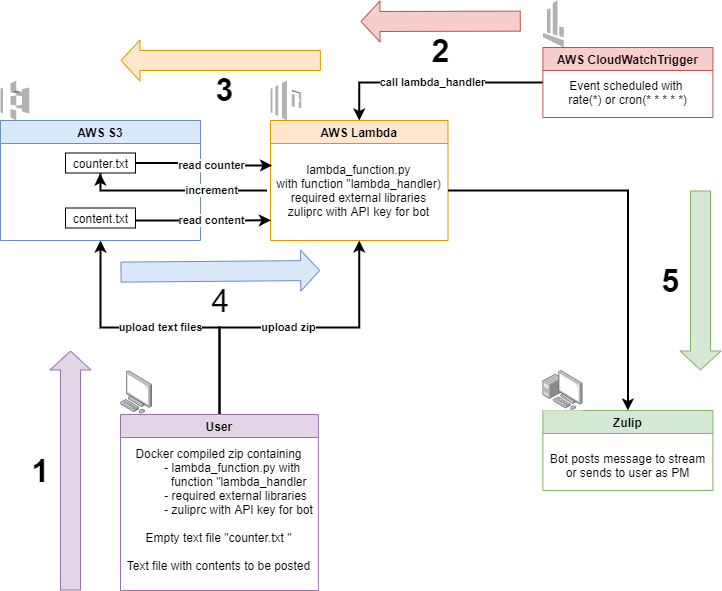 2
AWS CloudWatchTrigger
Event scheduled with
rate(*) or cron(* * * * *)
3
call lambda_handler
AWS S3
counter.txt
content.txt
read counter
increment
read content
AWS Lambda
lambda_function.py
with function "lambda_handler)
required external libraries
zuliprc with API key for bot
4
5
upload text files
upload zip
1
User
Docker compiled zip containing
- lambda_function.py with
function "lambda_handler
- required external libraries
- zuliprc with API key for bot
Empty text file "counter.txt "
Text file with contents to be posted
Zulip
Bot posts message to stream
or sends to user as PM